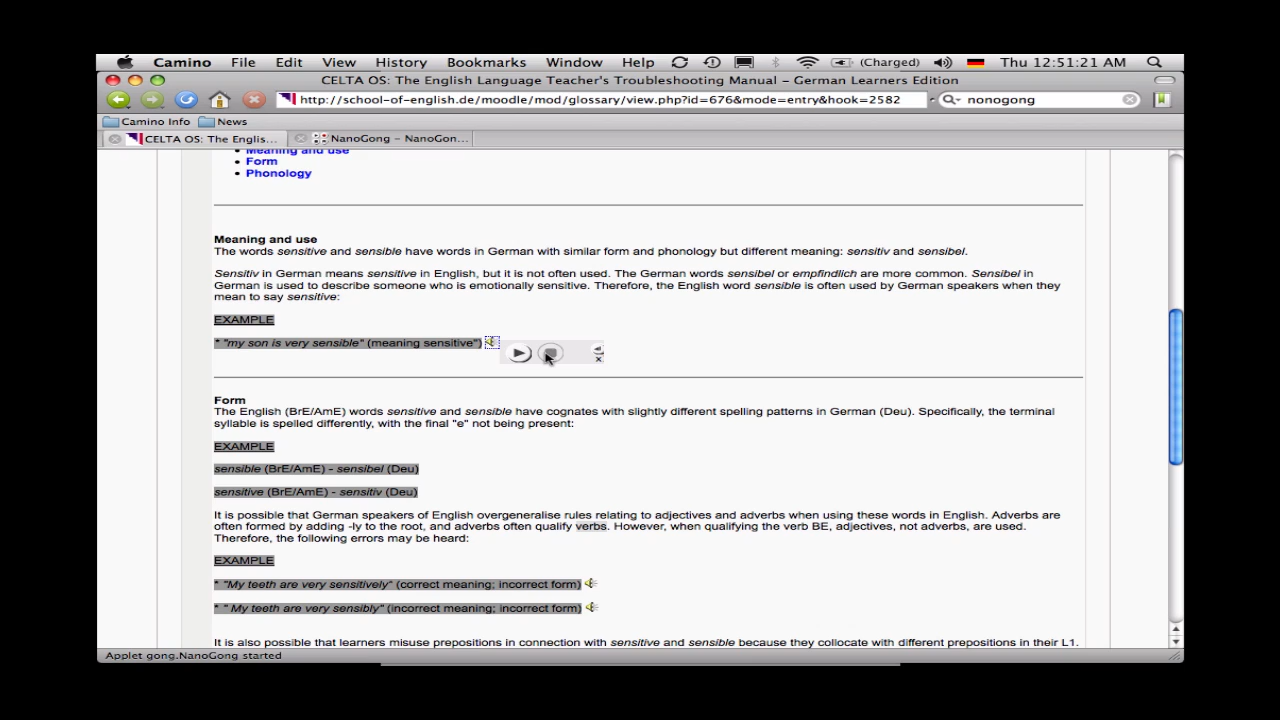 Camino File Edit View History Bookmarks Window Help (Charged) Thu 12:51:21 AM
CELTA OS: The English Language Teacher's Troubleshooting Manual – German Learners Edition
http://school-of-english.de/moodle/mod/glossary/view.php?id=676&mode=entry&hook=2582 nonogong
Camino Info News
CELTA OS: The Englis... NanoGong – NanoGon...
• Meaning and use
• Form
• Phonology
Meaning and use
The words sensitive and sensible have words in German with similar form and phonology but different meaning: sensitiv and sensibel.
Sensitiv in German means sensitive in English, but it is not often used. The German words sensibel or empfindlich are more common. Sensibel in
German is used to describe someone who is emotionally sensitive. Therefore, the English word sensible is often used by German speakers when they
mean to say sensitive:
EXAMPLE
* "my son is very sensible" (meaning sensitive")
Form
The English (BrE/AmE) words sensitive and sensible have cognates with slightly different spelling patterns in German (Deu). Specifically, the terminal
syllable is spelled differently, with the final "e" not being present:
EXAMPLE
sensible (BrE/AmE) - sensibel (Deu)
sensitive (BrE/AmE) - sensitiv (Deu)
It is possible that German speakers of English overgeneralise rules relating to adjectives and adverbs when using these words in English. Adverbs are
often formed by adding -ly to the root, and adverbs often qualify verbs. However, when qualifying the verb BE, adjectives, not adverbs, are used.
Therefore, the following errors may be heard:
EXAMPLE
* "My teeth are very sensitively" (correct meaning; incorrect form)
* " My teeth are very sensibly" (incorrect meaning; incorrect form)
It is also possible that learners misuse prepositions in connection with sensitive and sensible because they collocate with different prepositions in their L1.
Applet gong.NanoGong started